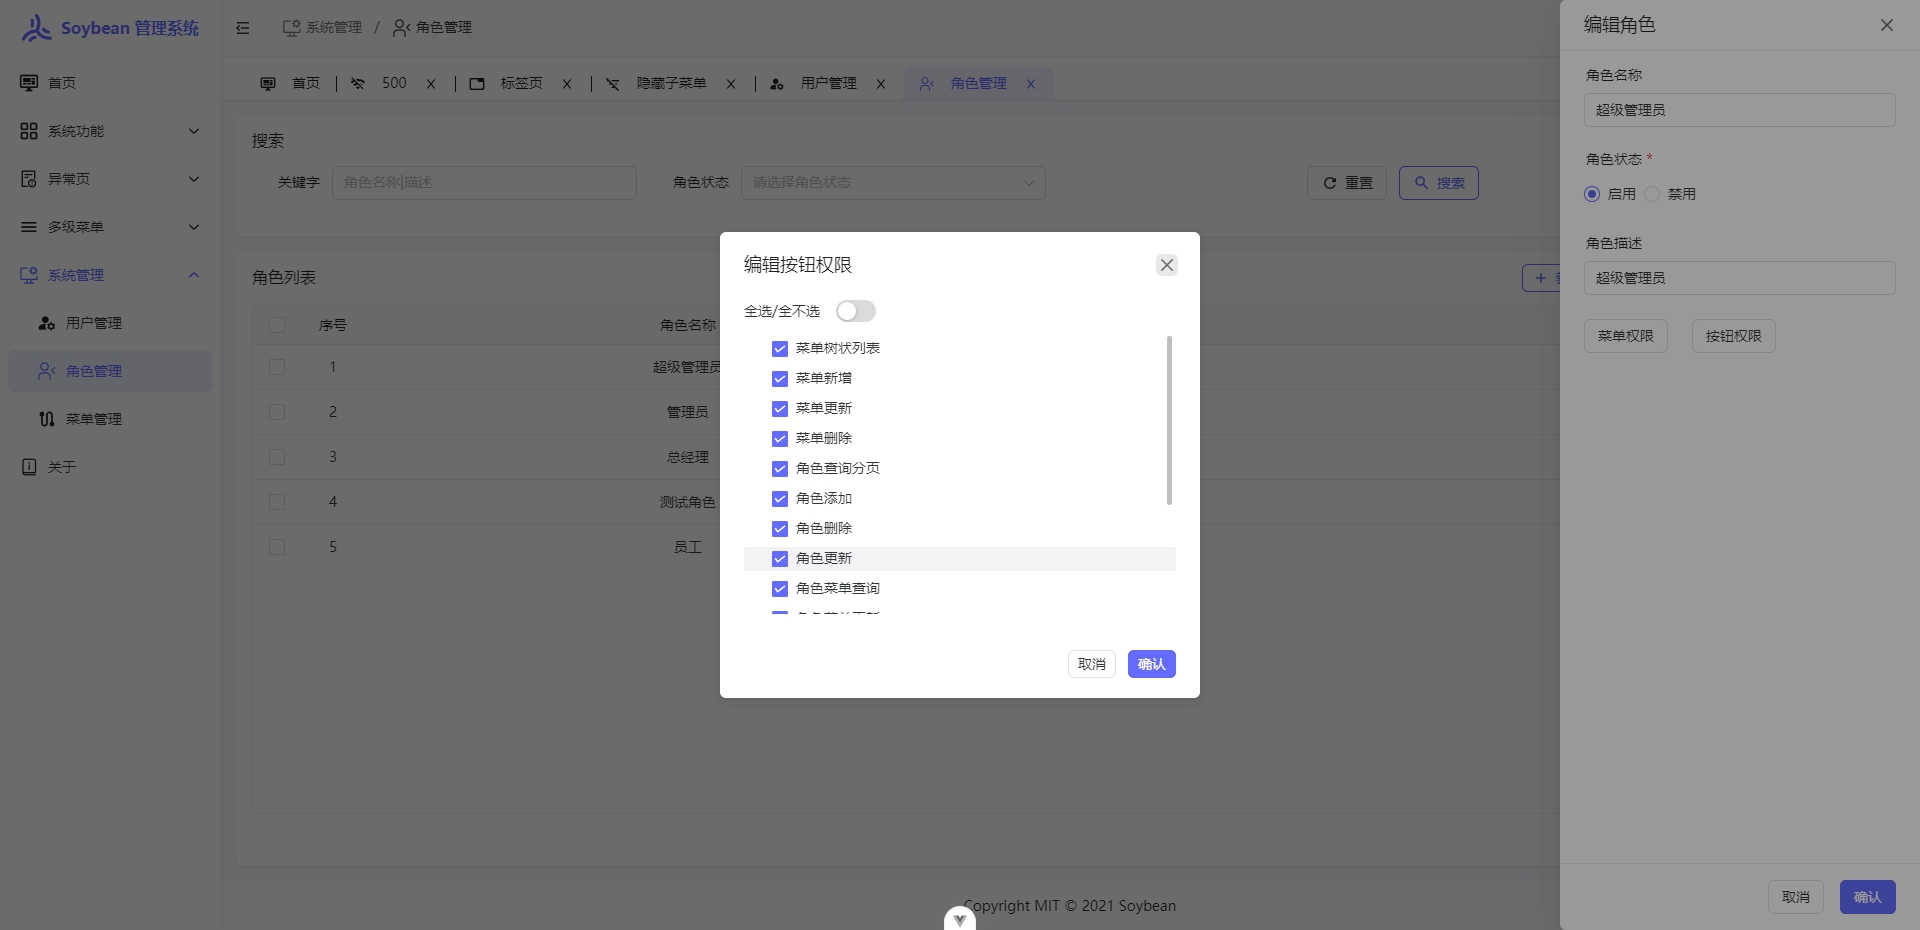 Soybean 管理系统
系统管理 / 角色管理
首页
500
标签页
隐藏子菜单
用户管理
角色管理
首页
系统功能
异常页
多级菜单
系统管理
用户管理
角色管理
菜单管理
关于
搜索
关键字 角色名称|描述
角色状态 请选择角色状态
重置
搜索
角色列表
序号 角色名称
1 超级管理员
2 管理员
3 总经理
4 测试角色
5 员工
Copyright MIT © 2021 Soybean
编辑按钮权限
全选/全不选
菜单树状列表
菜单新增
菜单更新
菜单删除
角色查询分页
角色添加
角色删除
角色更新
角色菜单查询
取消 确认
编辑角色
角色名称
超级管理员
角色状态 *
启用 禁用
角色描述
超级管理员
菜单权限 按钮权限
取消 确认